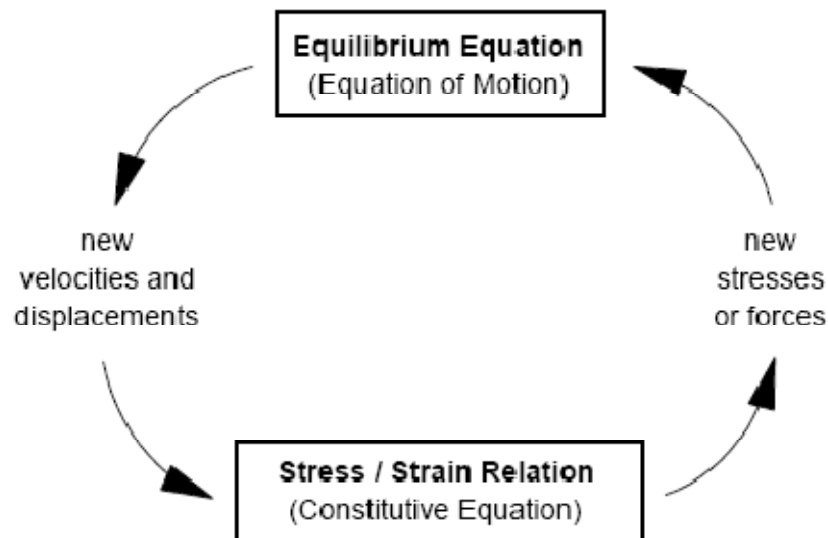 Equilibrium Equation
(Equation of Motion)
new
velocities and
displacements
new
stresses
or forces
Stress / Strain Relation
(Constitutive Equation)